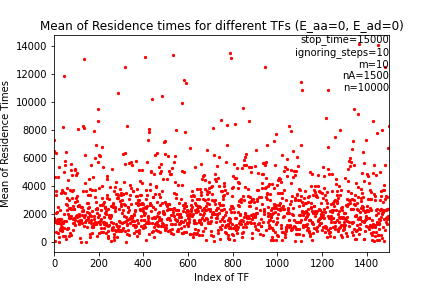 Mean of Residence times for different TFs (E_aa=0, E_ad=0)
stop_time=15000
ignoring_steps=10
m=10
nA=1500
n=10000
Mean of Residence Times
14000
12000
10000
8000
6000
4000
2000
0
0 200 400 600 800 1000 1200 1400
Index of TF